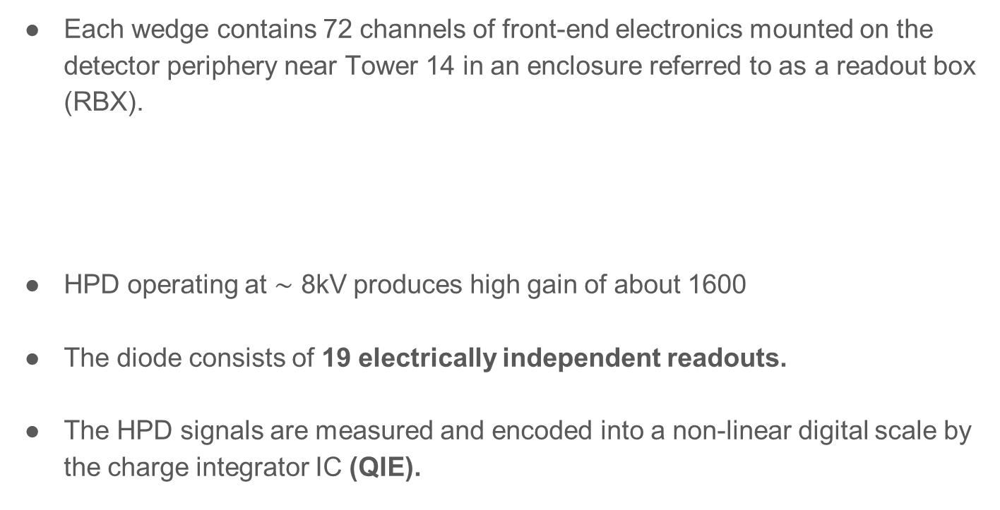 ● Each wedge contains 72 channels of front-end electronics mounted on the
detector periphery near Tower 14 in an enclosure referred to as a readout box
(RBX).
● HPD operating at ~ 8kV produces high gain of about 1600
● The diode consists of 19 electrically independent readouts.
● The HPD signals are measured and encoded into a non-linear digital scale by
the charge integrator IC (QIE).